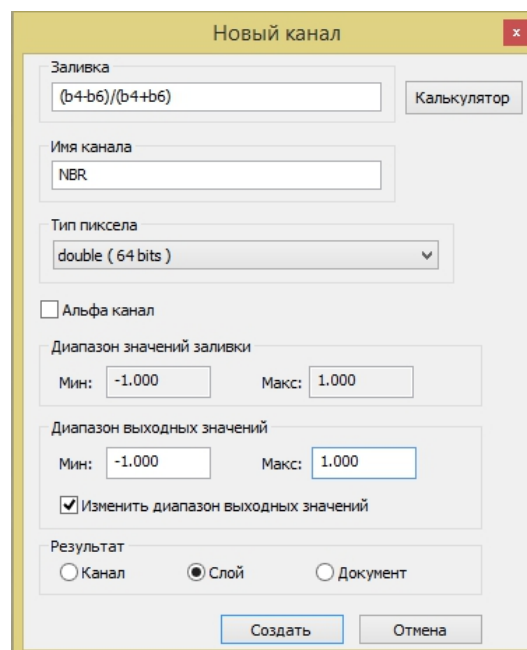 Новый канал
x
Заливка
(b4-b6)/(b4+b6)
Калькулятор
Имя канала
NBR
Тип пиксела
double ( 64 bits )
Альфа канал
Диапазон значений заливки
Мин: -1.000 Макс: 1.000
Диапазон выходных значений
Мин: -1.000 Макс: 1.000
Изменить диапазон выходных значений
Результат
Канал Слой Документ
Создать Отмена